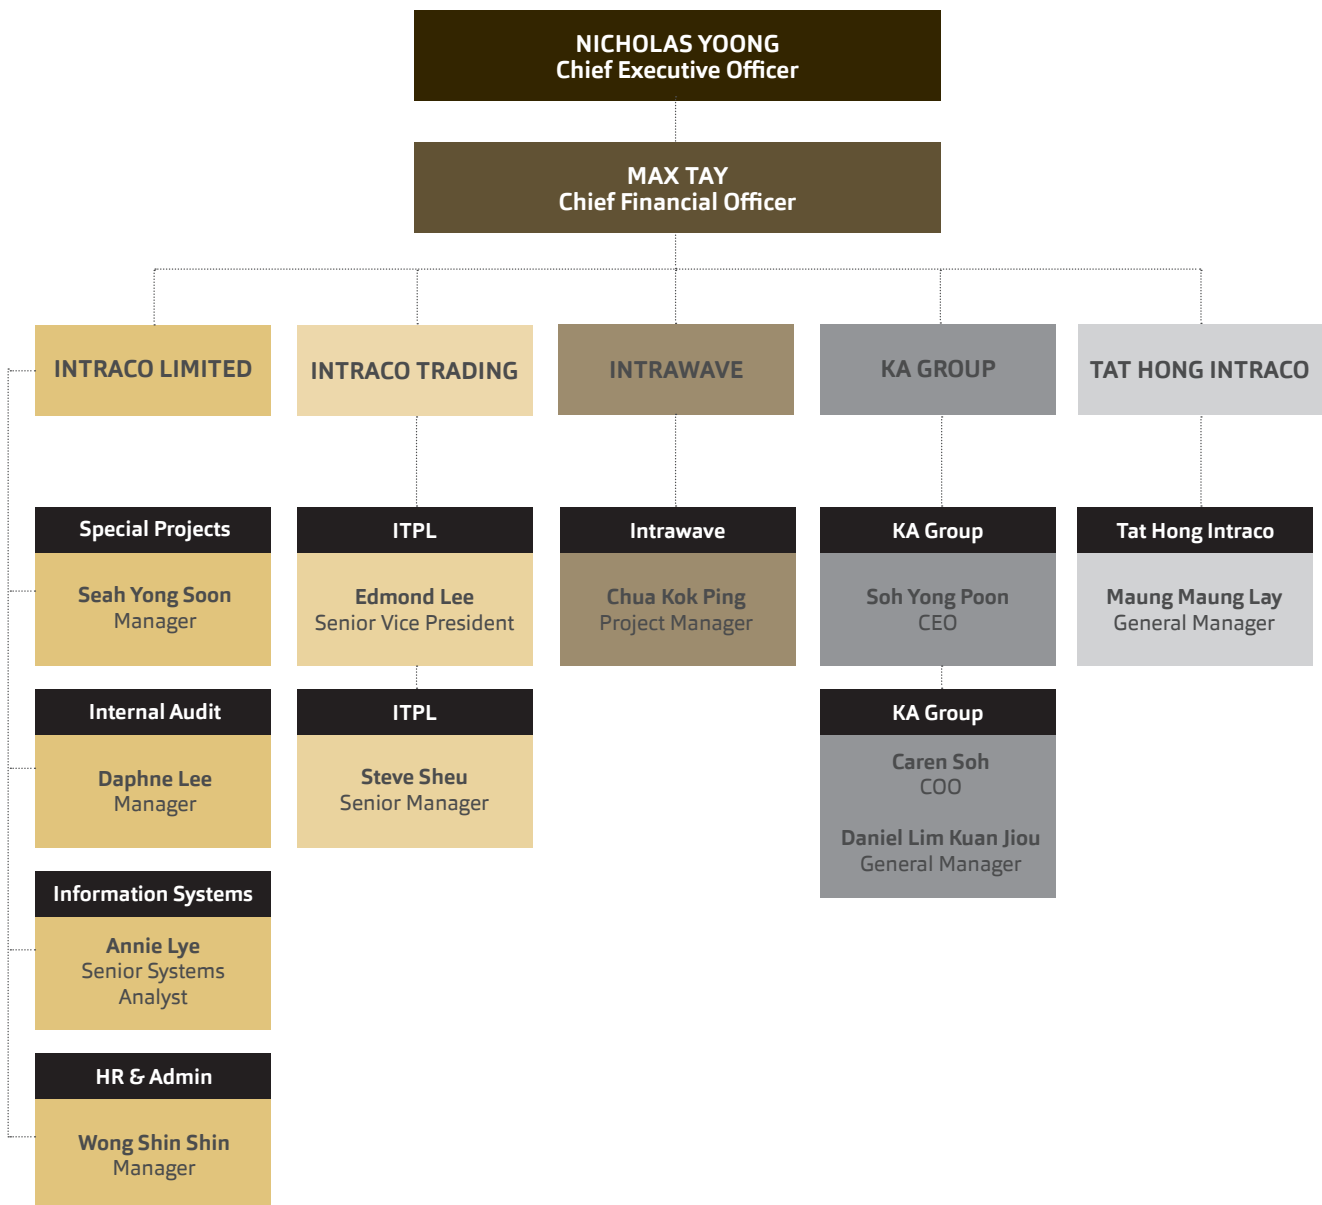 NICHOLAS YOONG
Chief Executive Officer
MAX TAY
Chief Financial Officer
INTRACO LIMITED
INTRACO TRADING
INTRAWAVE
KA GROUP
TAT HONG INTRACO
Special Projects
Seah Yong Soon
Manager
Internal Audit
Daphne Lee
Manager
Information Systems
Annie Lye
Senior Systems
Analyst
HR & Admin
Wong Shin Shin
Manager
ITPL
Edmond Lee
Senior Vice President
ITPL
Steve Sheu
Senior Manager
Intrawave
Chua Kok Ping
Project Manager
KA Group
Soh Yong Poon
CEO
KA Group
Caren Soh
COO
Daniel Lim Kuan Jiou
General Manager
Tat Hong Intraco
Maung Maung Lay
General Manager